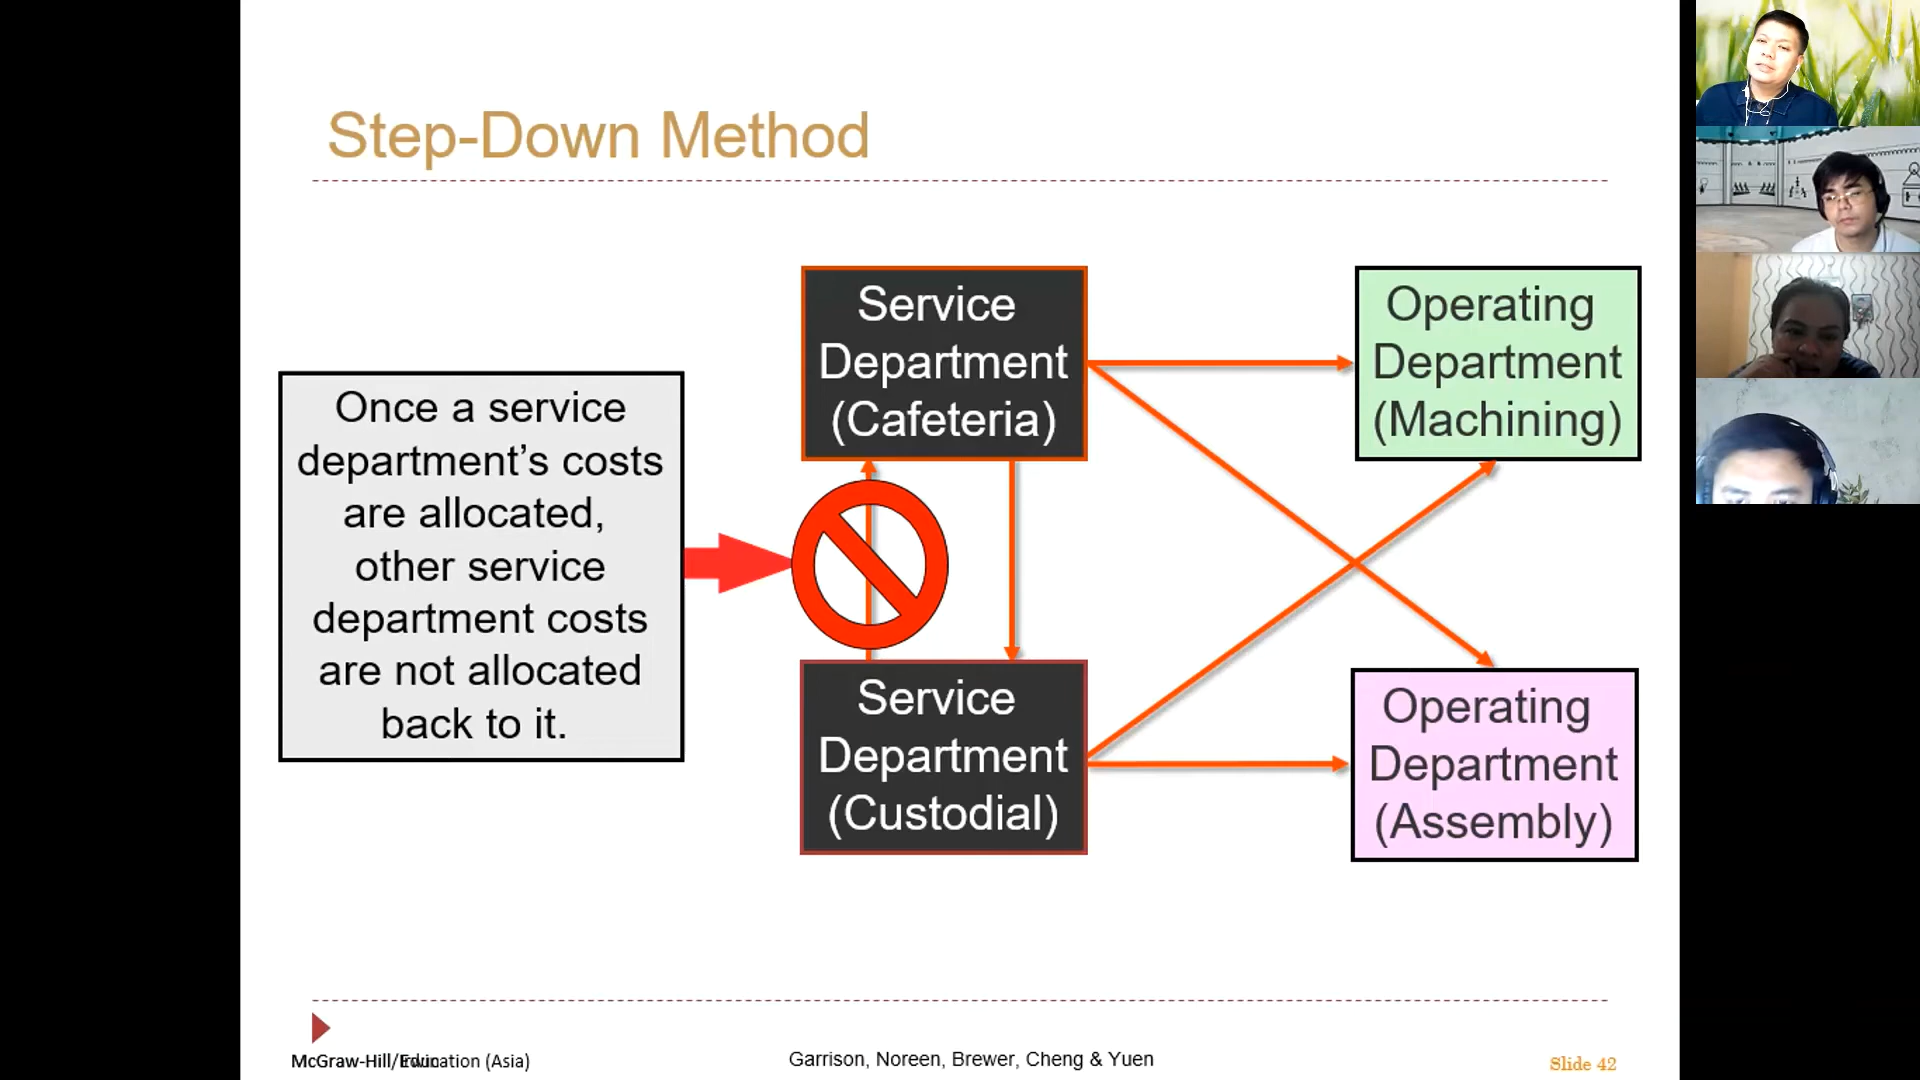 Step-Down Method
Once a service
department’s costs
are allocated,
other service
department costs
are not allocated
back to it.
Service
Department
(Cafeteria)
Operating
Department
(Machining)
Service
Department
(Custodial)
Operating
Department
(Assembly)
McGraw-Hill/Education (Asia)
Garrison, Noreen, Brewer, Cheng & Yuen
Slide 42